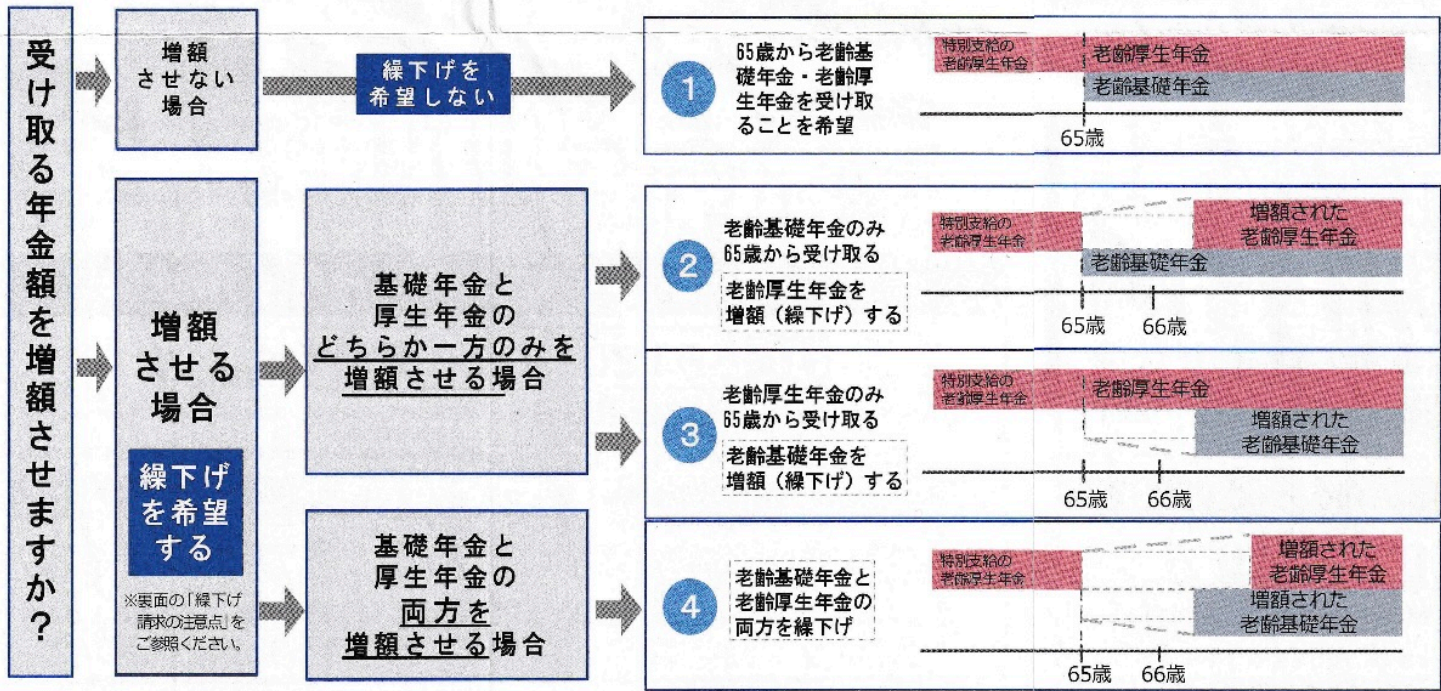 受け取る年金額を増額させますか？
増額
させない
場合
繰下げを
希望しない
1
65歳から老齢基
礎年金・老齢厚
生年金を受け取
ることを希望
特別支給の
老齢厚生年金
老齢厚生年金
老齢基礎年金
65歳
増額
させる
場合
繰下げ
を希望
する
※裏面の「繰下げ
請求の注意点」を
ご参照ください。
基礎年金と
厚生年金の
どちらか一方のみを
増額させる場合
2
老齢基礎年金のみ
65歳から受け取る
老齢厚生年金を
増額（繰下げ）する
特別支給の
老齢厚生年金
増額された
老齢厚生年金
老齢基礎年金
65歳
66歳
3
老齢厚生年金のみ
65歳から受け取る
老齢基礎年金を
増額（繰下げ）する
特別支給の
老齢厚生年金
老齢厚生年金
増額された
老齢基礎年金
65歳
66歳
基礎年金と
厚生年金の
両方を
増額させる場合
4
老齢基礎年金と
老齢厚生年金の
両方を繰下げ
特別支給の
老齢厚生年金
増額された
老齢厚生年金
増額された
老齢基礎年金
65歳
66歳